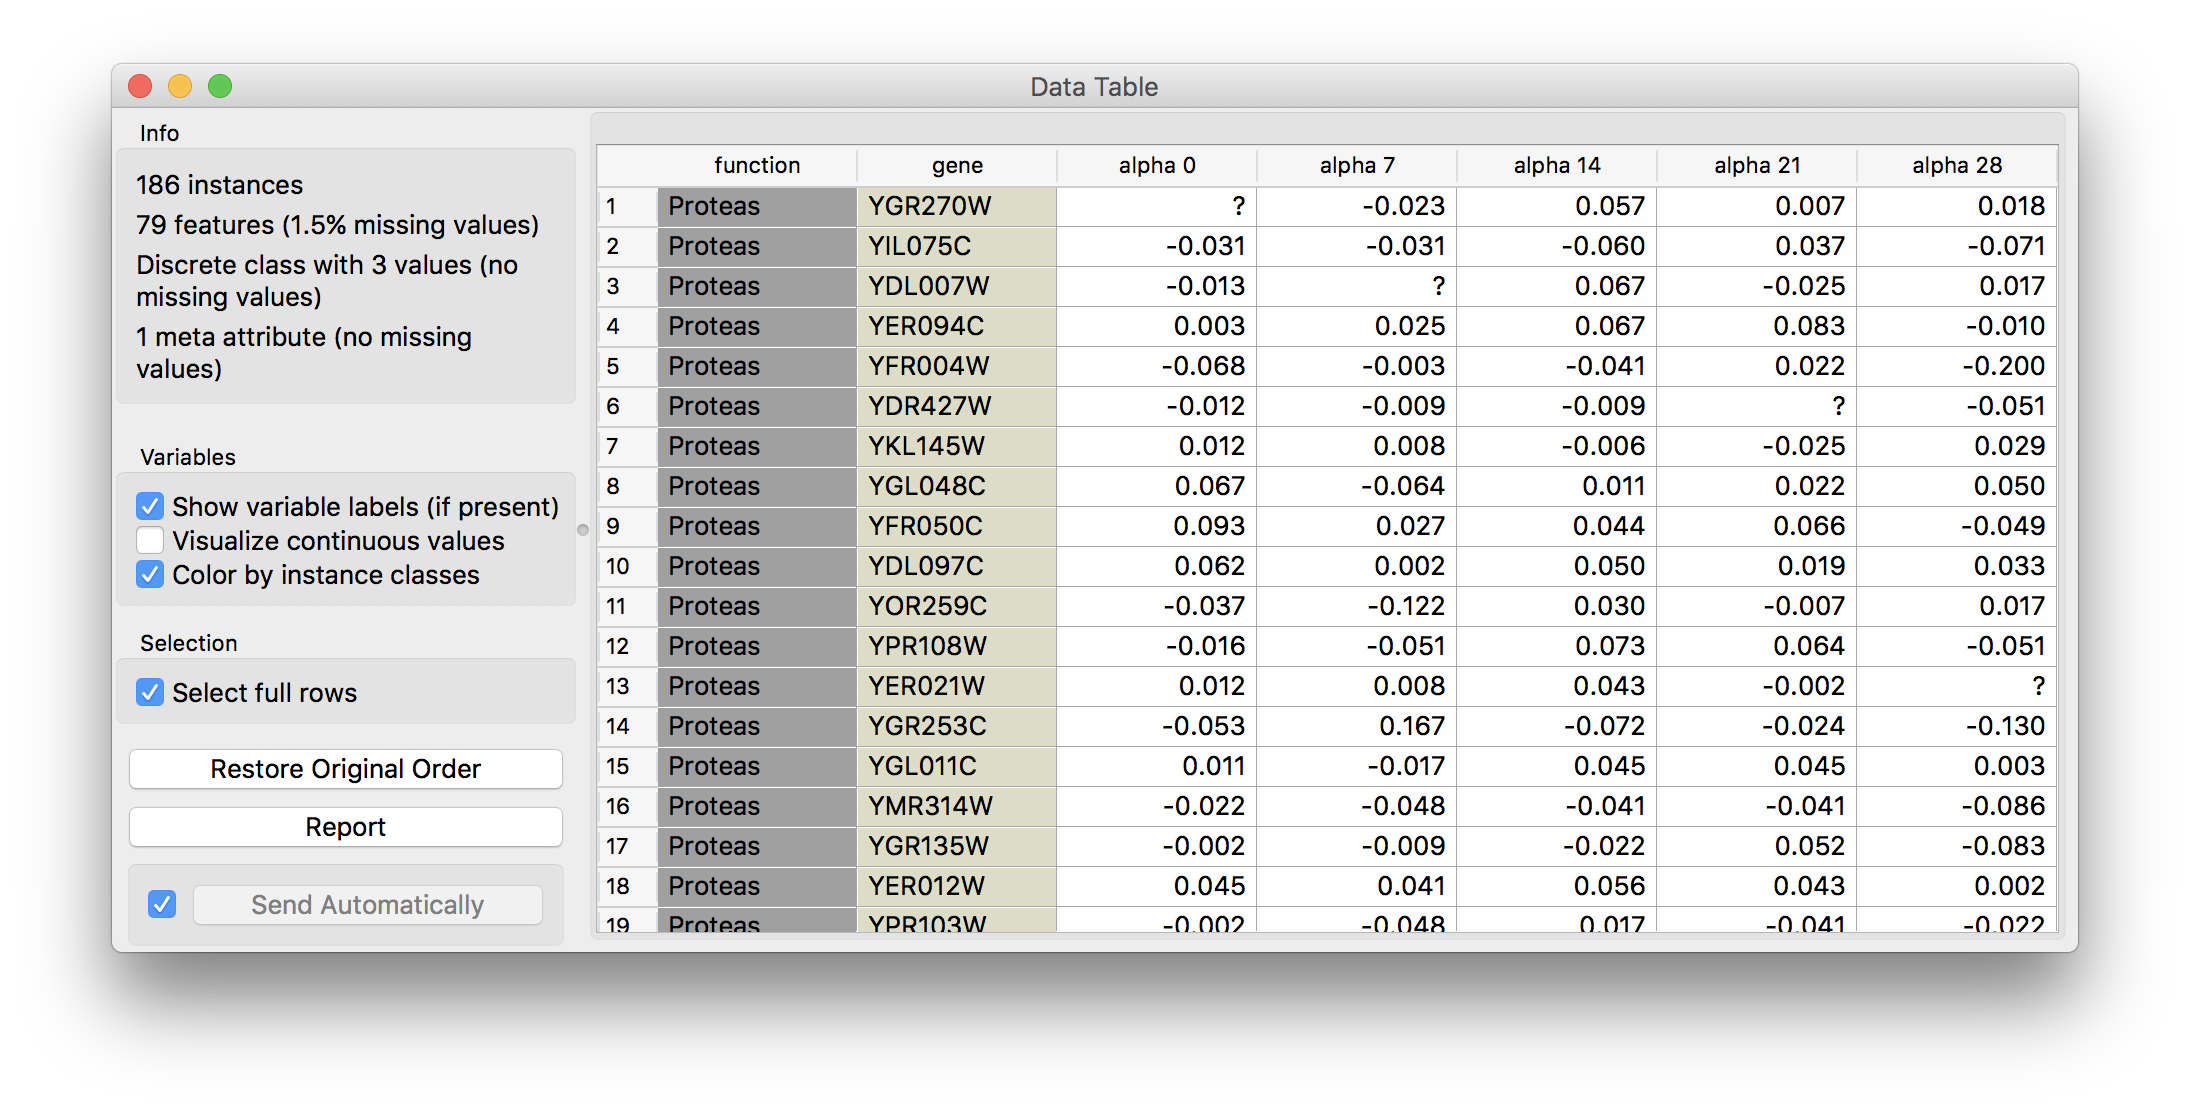 Data Table
Info
186 instances
79 features (1.5% missing values)
Discrete class with 3 values (no
missing values)
1 meta attribute (no missing
values)
Variables
Show variable labels (if present)
Visualize continuous values
Color by instance classes
Selection
Select full rows
Restore Original Order
Report
Send Automatically
function gene alpha 0 alpha 7 alpha 14 alpha 21 alpha 28
1 Proteas YGR270W ? -0.023 0.057 0.007 0.018
2 Proteas YIL075C -0.031 -0.031 -0.060 0.037 -0.071
3 Proteas YDL007W -0.013 ? 0.067 -0.025 0.017
4 Proteas YER094C 0.003 0.025 0.067 0.083 -0.010
5 Proteas YFR004W -0.068 -0.003 -0.041 0.022 -0.200
6 Proteas YDR427W -0.012 -0.009 -0.009 ? -0.051
7 Proteas YKL145W 0.012 0.008 -0.006 -0.025 0.029
8 Proteas YGL048C 0.067 -0.064 0.011 0.022 0.050
9 Proteas YFR050C 0.093 0.027 0.044 0.066 -0.049
10 Proteas YDL097C 0.062 0.002 0.050 0.019 0.033
11 Proteas YOR259C -0.037 -0.122 0.030 -0.007 0.017
12 Proteas YPR108W -0.016 -0.051 0.073 0.064 -0.051
13 Proteas YER021W 0.012 0.008 0.043 -0.002 ?
14 Proteas YGR253C -0.053 0.167 -0.072 -0.024 -0.130
15 Proteas YGL011C 0.011 -0.017 0.045 0.045 0.003
16 Proteas YMR314W -0.022 -0.048 -0.041 -0.041 -0.086
17 Proteas YGR135W -0.002 -0.009 -0.022 0.052 -0.083
18 Proteas YER012W 0.045 0.041 0.056 0.043 0.002
19 Proteas YPR103W -0.002 -0.048 0.017 -0.041 -0.022